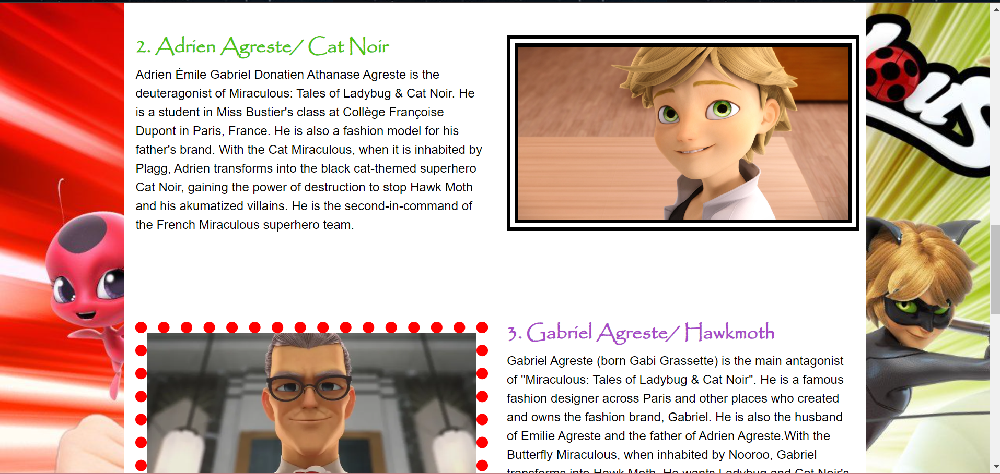 2. Adrien Agreste/ Cat Noir
Adrien Émile Gabriel Donatien Athanase Agreste is the
deuteragonist of Miraculous: Tales of Ladybug & Cat Noir. He
is a student in Miss Bustier's class at Collège Françoise
Dupont in Paris, France. He is also a fashion model for his
father's brand. With the Cat Miraculous, when it is inhabited by
Plagg, Adrien transforms into the black cat-themed superhero
Cat Noir, gaining the power of destruction to stop Hawk Moth
and his akumatized villains. He is the second-in-command of
the French Miraculous superhero team.
3. Gabriel Agreste/ Hawkmoth
Gabriel Agreste (born Gabi Grassette) is the main antagonist
of "Miraculous: Tales of Ladybug & Cat Noir". He is a famous
fashion designer across Paris and other places who created
and owns the fashion brand, Gabriel. He is also the husband
of Emilie Agreste and the father of Adrien Agreste.With the
Butterfly Miraculous, when inhabited by Nooroo, Gabriel
transforms into Hawk Moth. He wants Ladybug and Cat Noir's
ous